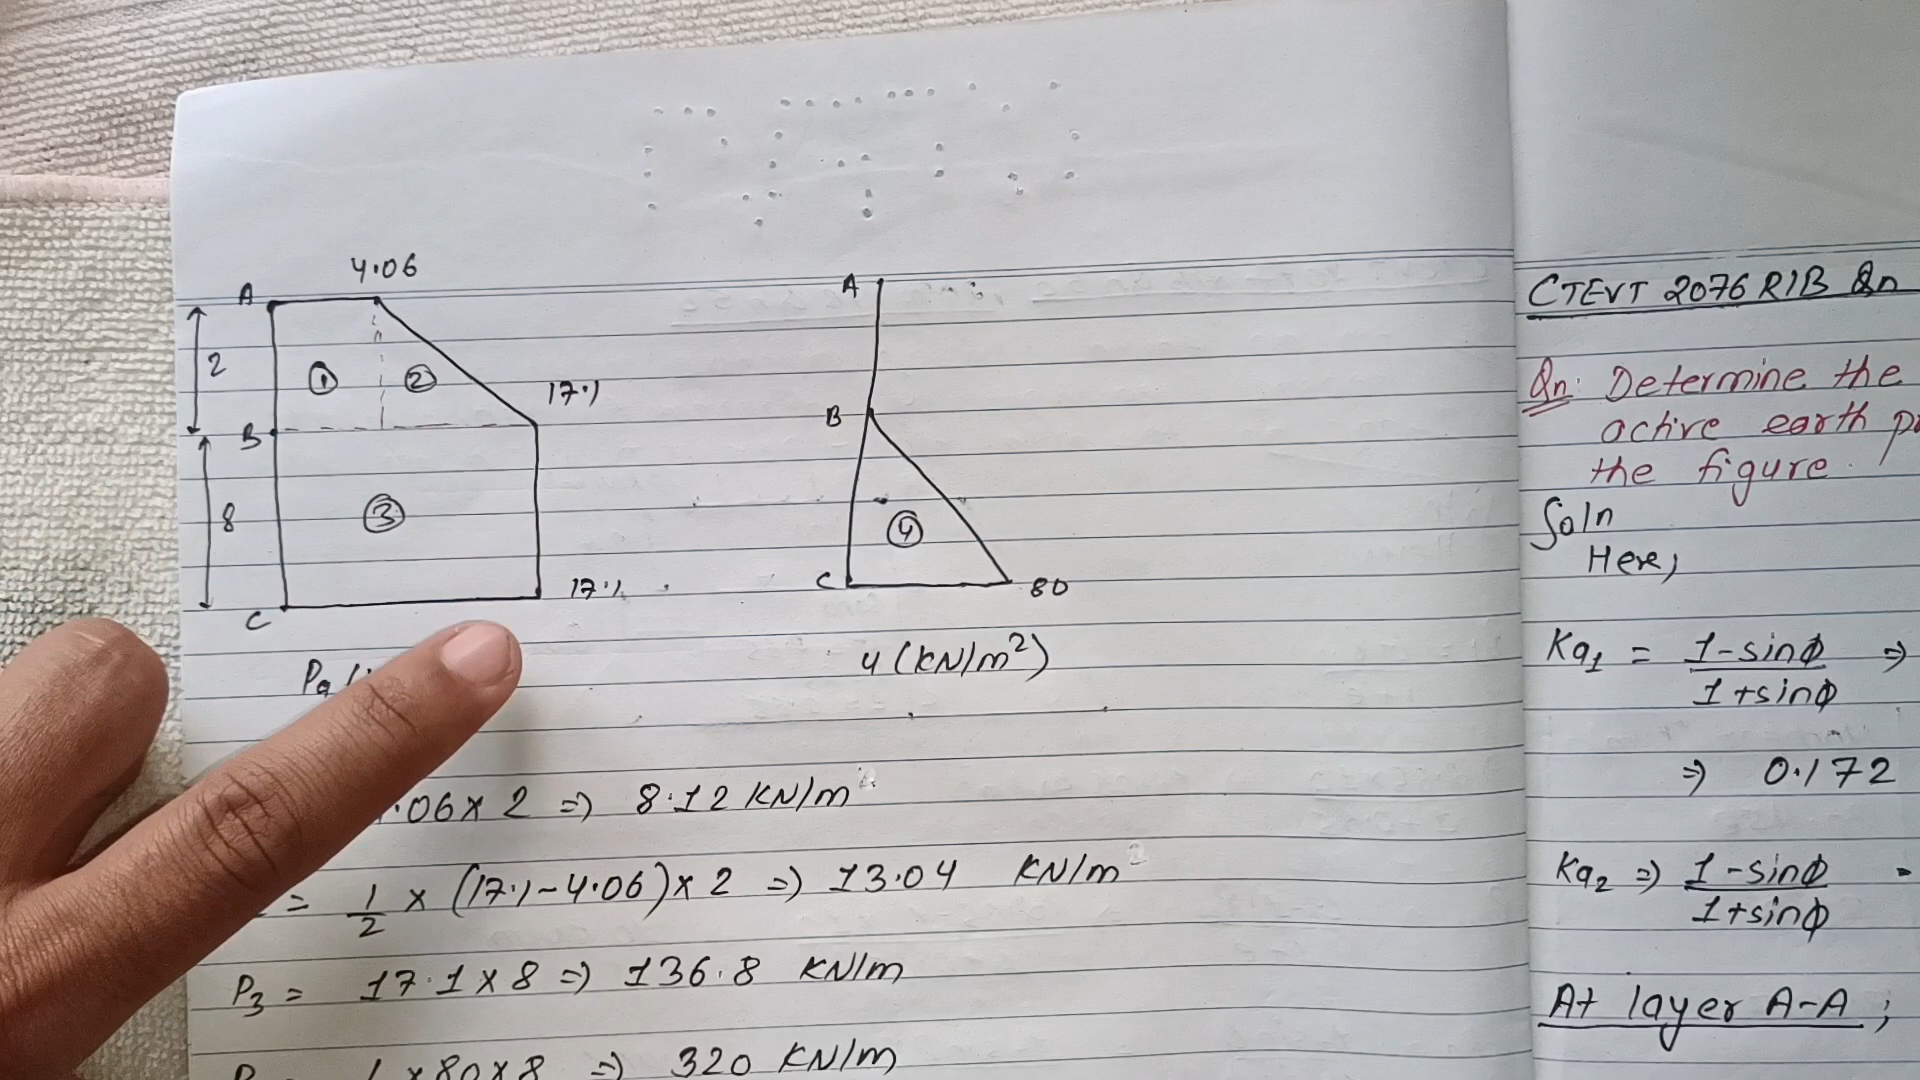 4.06
A
2
①
②
17.1
B
8
③
17.1
C
A
B
④
C
80
u (KN/m²)
.06 x 2 => 8.12 KN/m
= 1/2 x (17.1-4.06) x 2 => 13.04 KN/m
P3 = 17.1 x 8 => 136.8 KN/m
x 80 x 8 => 320 KN/m
CTEVT 2076 R/B Qn
Qn: Determine the
active earth
the figure.
Soln
Here,
Ka1 = 1-sinφ/1+sinφ =>
=> 0.172
Ka2 => 1-sinφ/1+sinφ
At layer A-A;